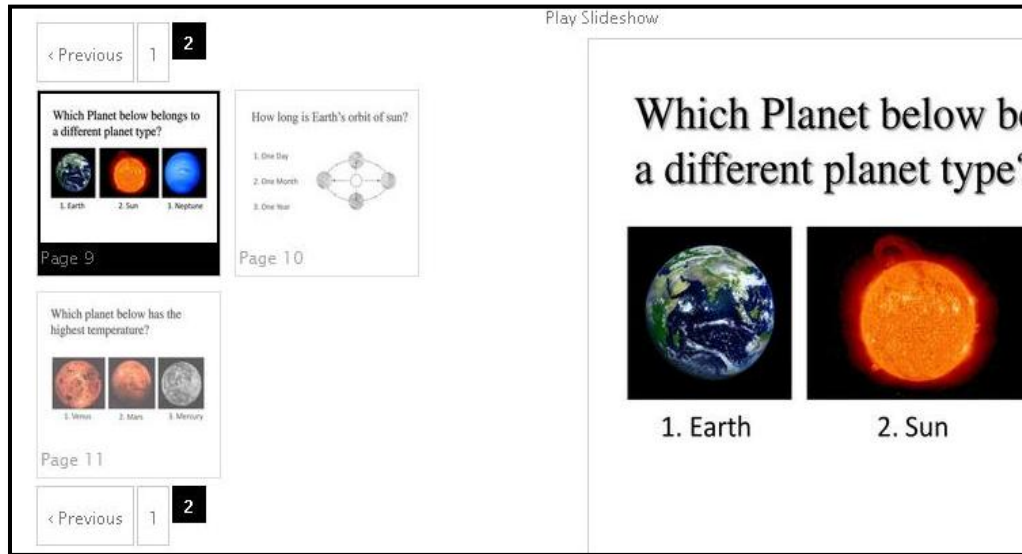 Play Slideshow
‹ Previous 1 2
Which Planet below belongs to
a different planet type?
1. Earth 2. Sun 3. Neptune
Page 9
How long is Earth's orbit of sun?
1. One Day
2. One Month
3. One Year
Page 10
Which planet below has the
highest temperature?
1. Venus 2. Mars 3. Mercury
Page 11
‹ Previous 1 2
Which Planet below be
a different planet type?
1. Earth 2. Sun